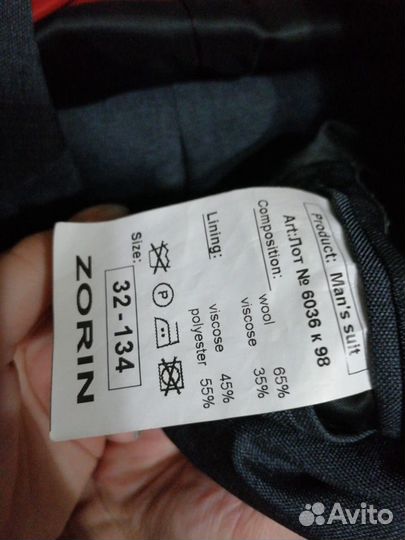 Product: Man's suit
Art:Лот № 6036 к 98
Composition:
wool 65%
viscose 35%
Lining:
viscose 45%
polyester 55%
P
Size: 32-134
ZORIN
Avito